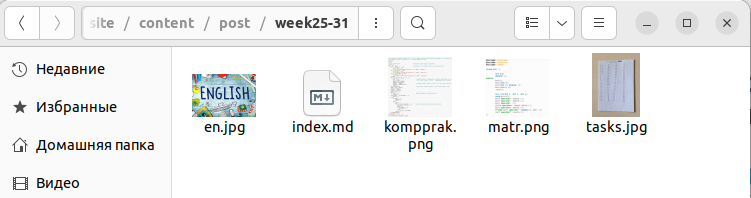 site / content / post / week25-31
Недавние
Избранные
Домашняя папка
Видео
ENGLISH
en.jpg
index.md
kompprak.
png
matr.png
tasks.jpg